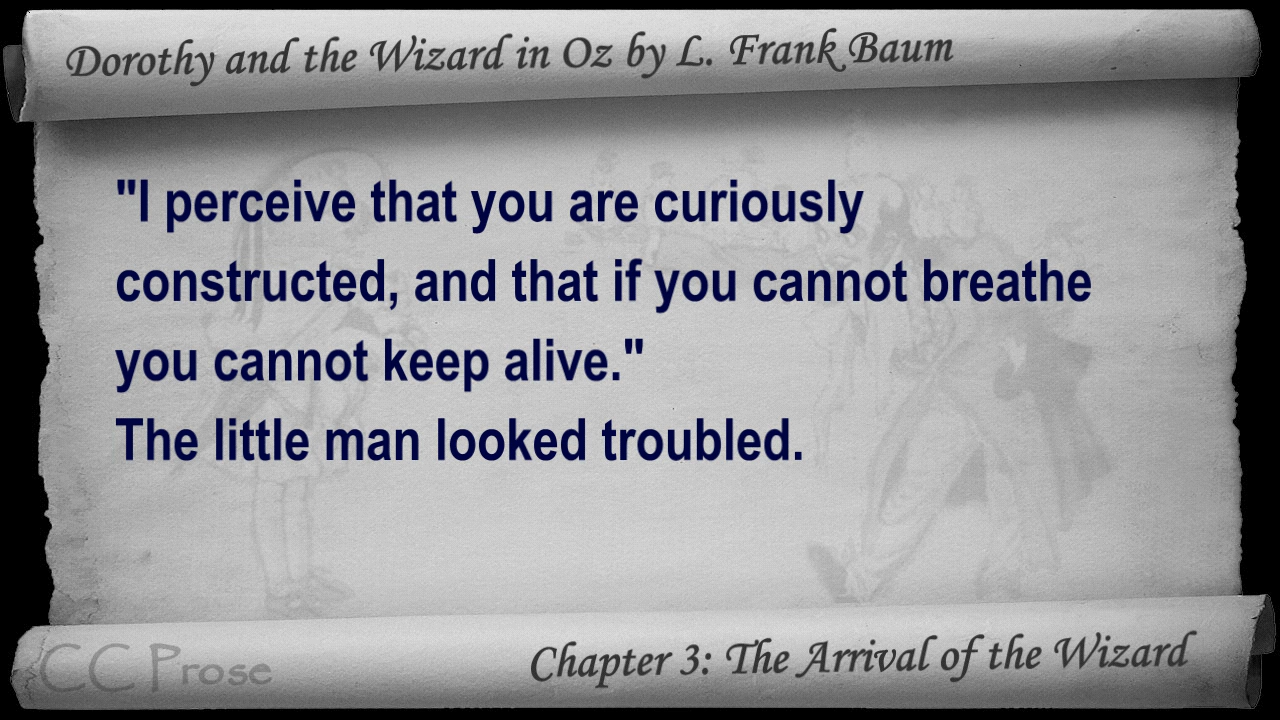 Dorothy and the Wizard in Oz by L. Frank Baum
"I perceive that you are curiously
constructed, and that if you cannot breathe
you cannot keep alive."
The little man looked troubled.
CC Prose
Chapter 3: The Arrival of the Wizard